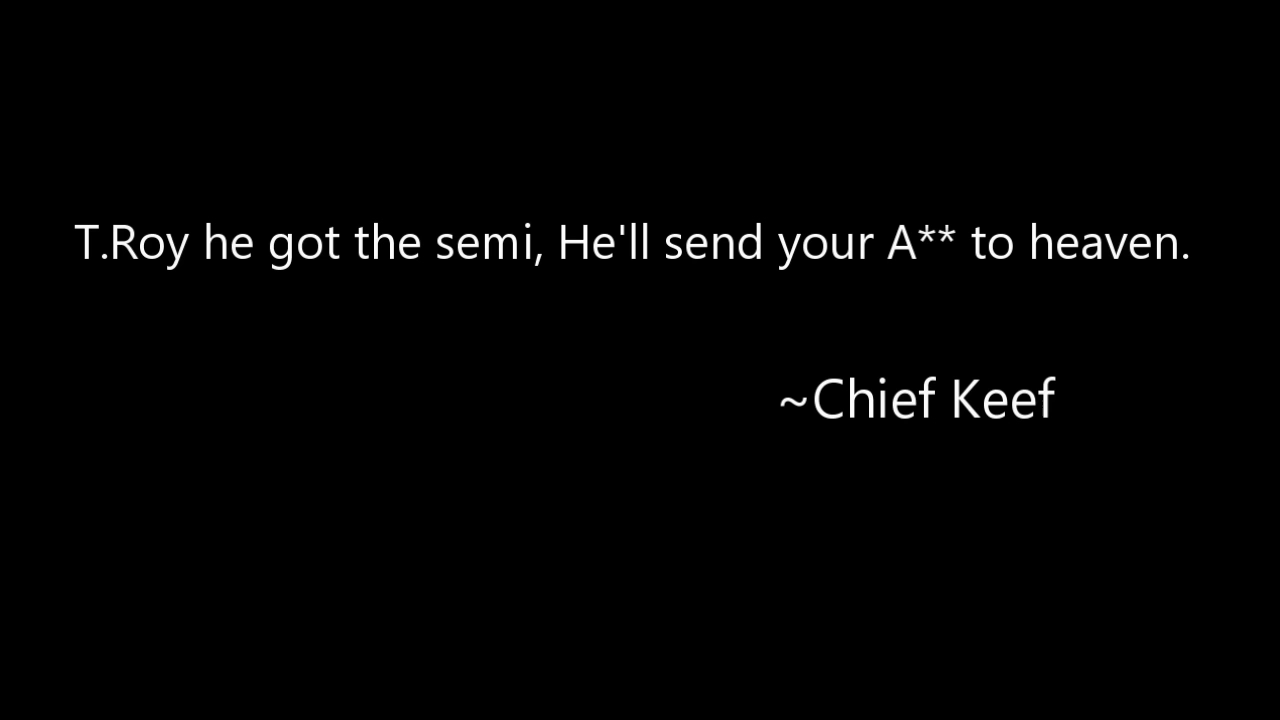 T.Roy he got the semi, He'll send your A** to heaven.
~Chief Keef